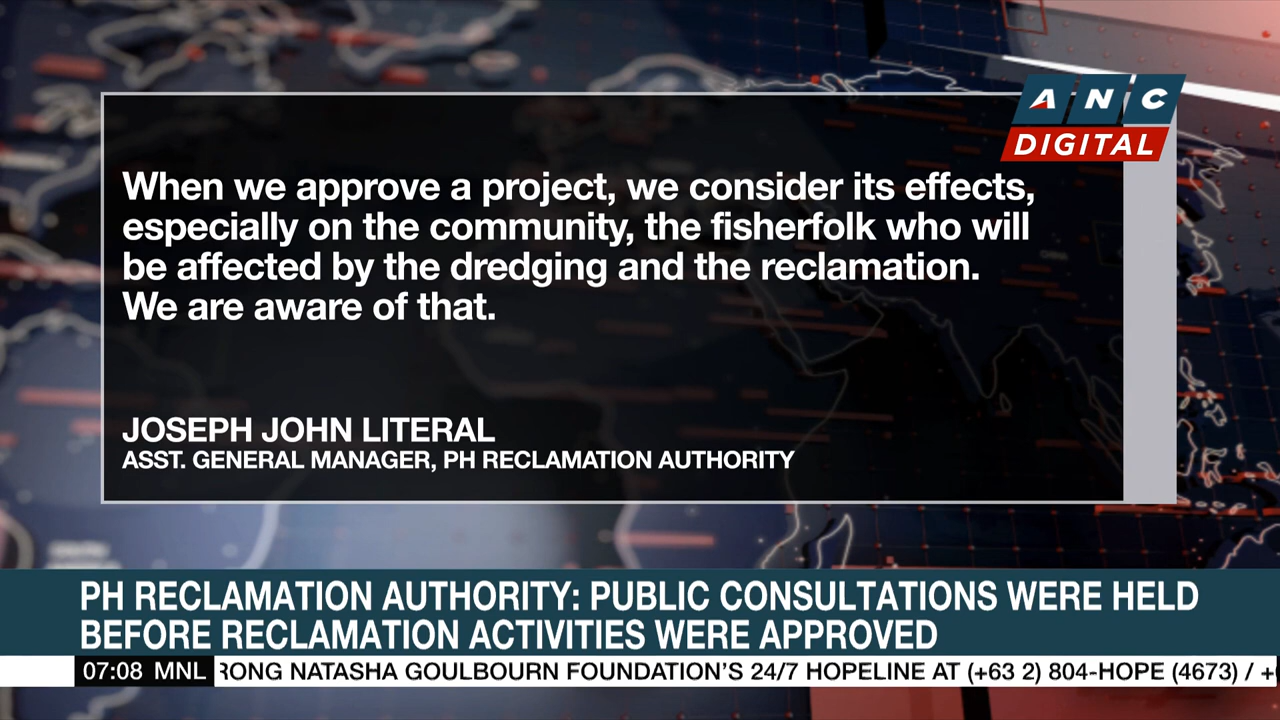 ANC
DIGITAL
When we approve a project, we consider its effects,
especially on the community, the fisherfolk who will
be affected by the dredging and the reclamation.
We are aware of that.
JOSEPH JOHN LITERAL
ASST. GENERAL MANAGER, PH RECLAMATION AUTHORITY
PH RECLAMATION AUTHORITY: PUBLIC CONSULTATIONS WERE HELD
BEFORE RECLAMATION ACTIVITIES WERE APPROVED
07:08 MNL NATASHA GOULBOURN FOUNDATION'S 24/7 HOPELINE AT (+63 2) 804-HOPE (4673) /